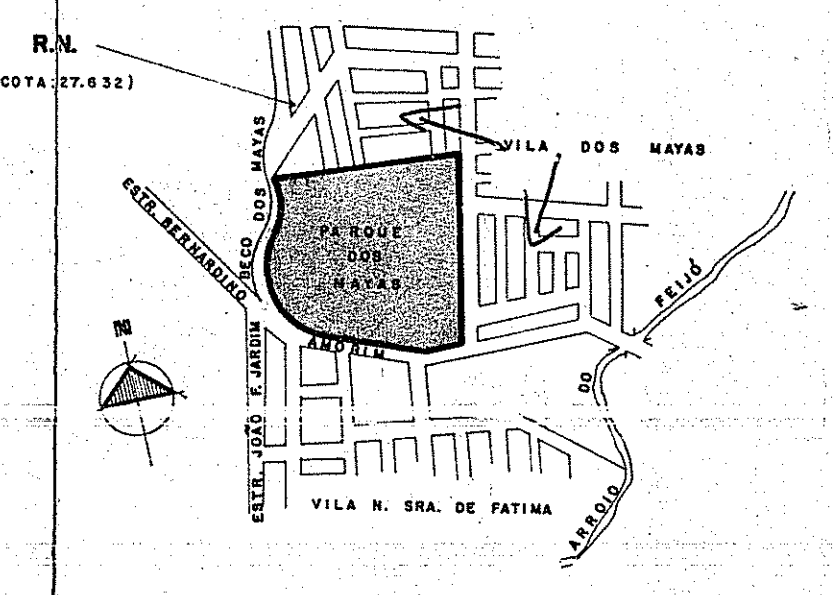 R.N.
(COTA:27.632)
VILA DOS MAYAS
BECO DOS MAYAS
ESTR. BERNARDINO
AMORIM
PARQUE
DOS
MAYAS
N
ESTR. JOÃO F. JARDIM
ARROIO DO FEIJÓ
VILA N. SRA. DE FATIMA